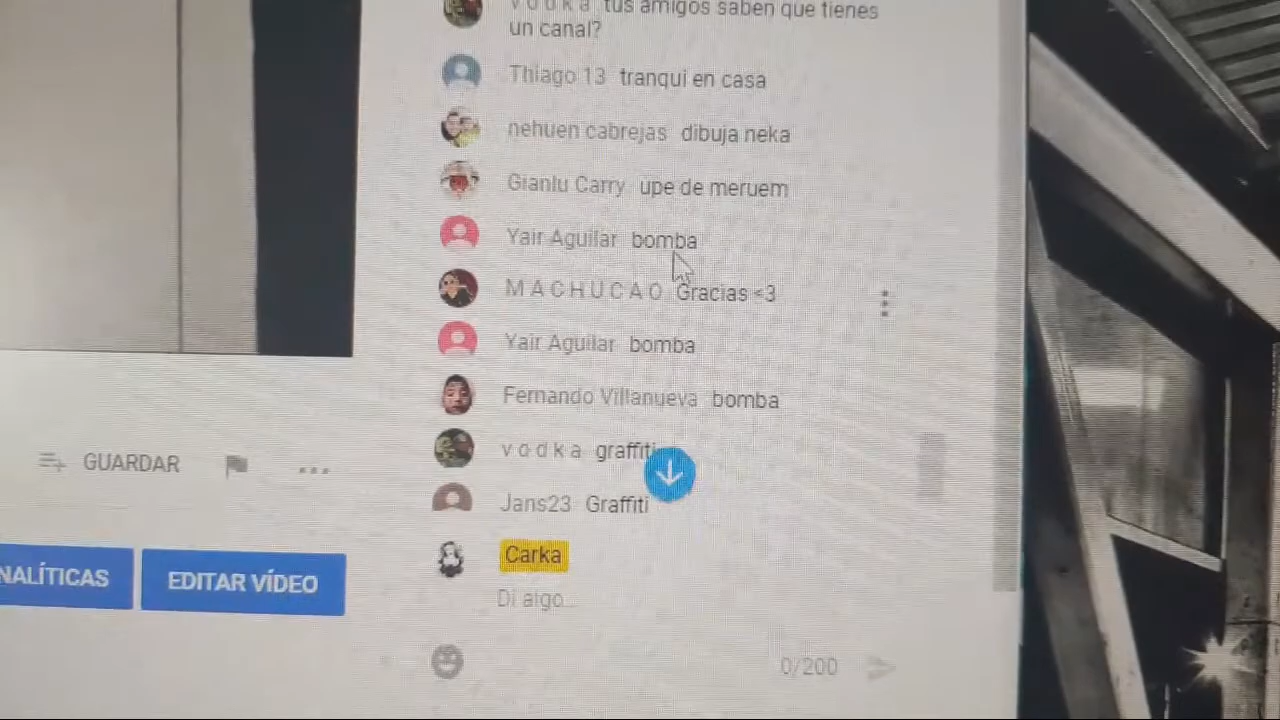 v o d k a tus amigos saben que tienes
un canal?
Thiago 13 tranqui en casa
nehuen cabrejas dibuja neka
Gianlu Carry upe de meruem
Yair Aguilar bomba
M A C H U C A O Gracias <3
Yair Aguilar bomba
Fernando Villanueva bomba
v o d k a graffiti
Jans23 Graffiti
Carka
Di algo...
0/200
GUARDAR
NALÍTICAS
EDITAR VÍDEO